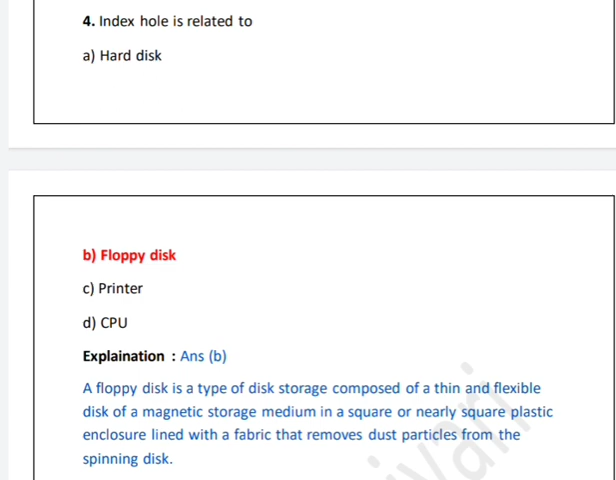 4. Index hole is related to
a) Hard disk
b) Floppy disk
c) Printer
d) CPU
Explaination : Ans (b)
A floppy disk is a type of disk storage composed of a thin and flexible
disk of a magnetic storage medium in a square or nearly square plastic
enclosure lined with a fabric that removes dust particles from the
spinning disk.